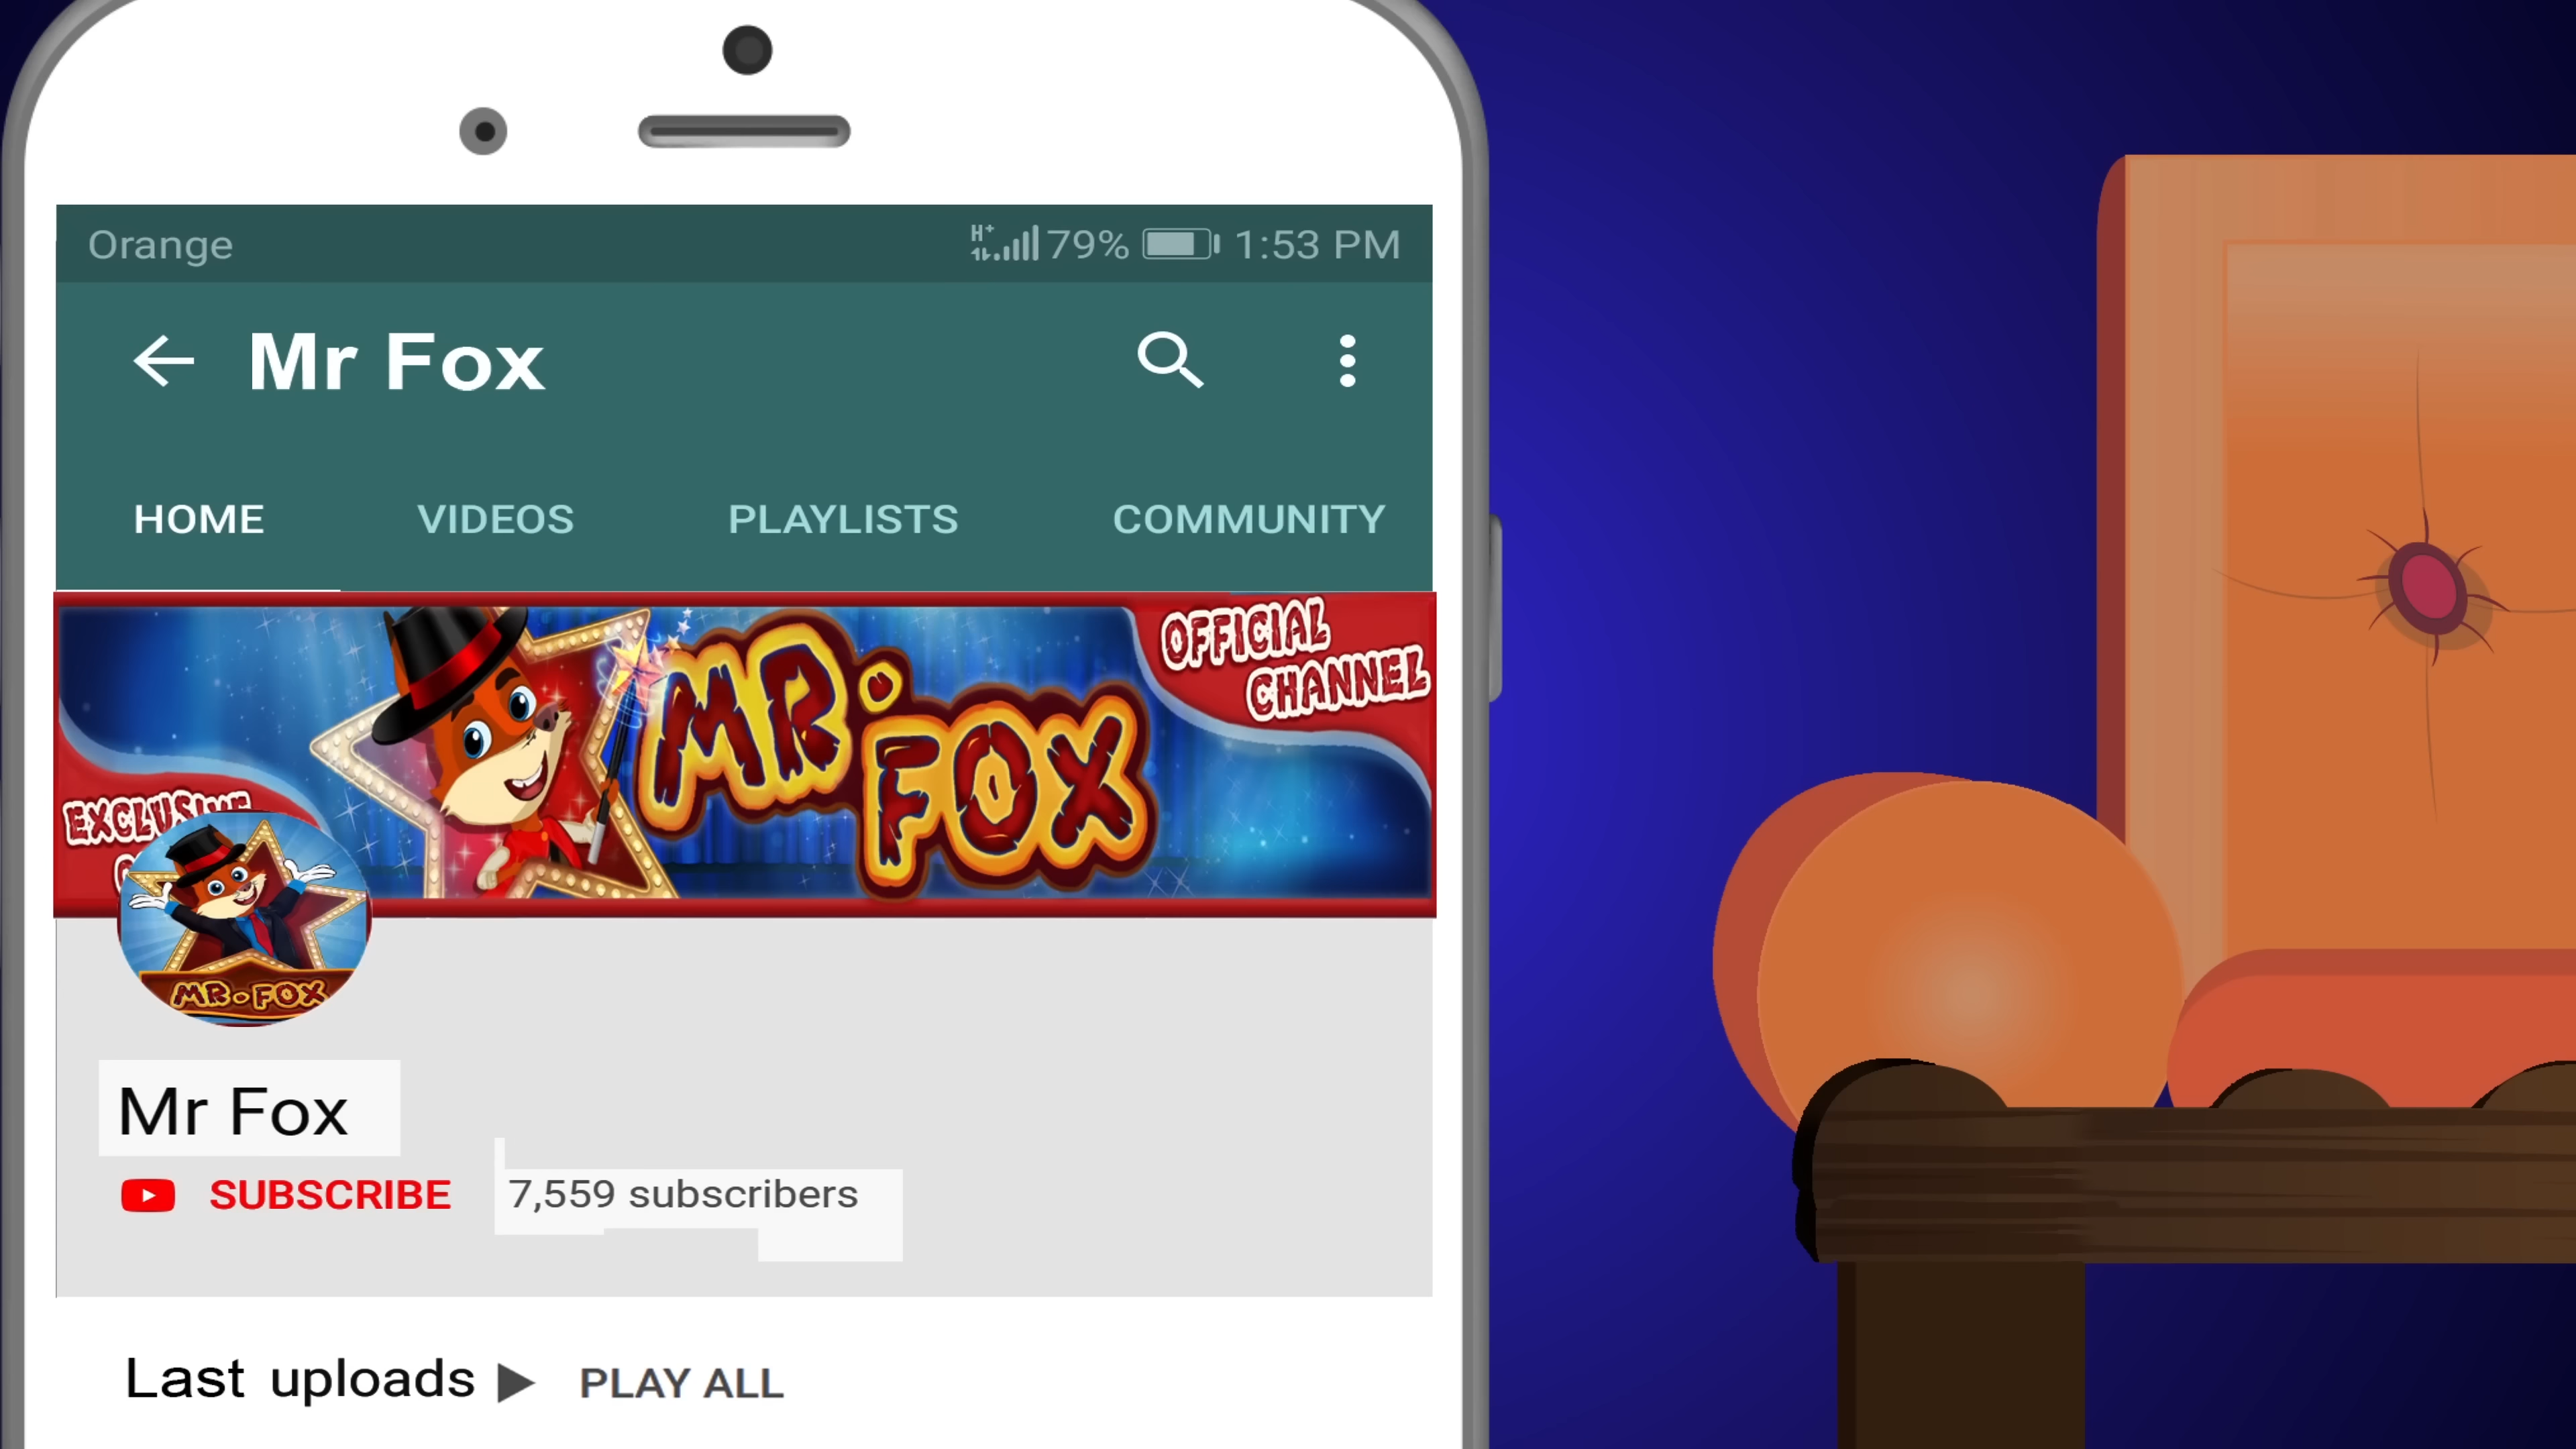 Orange H+ 79% 1:53 PM
Mr Fox
HOME VIDEOS PLAYLISTS COMMUNITY
OFFICIAL
CHANNEL
MR. FOX
EXCLUSIVE
MR. FOX
Mr Fox
SUBSCRIBE 7,559 subscribers
Last uploads PLAY ALL